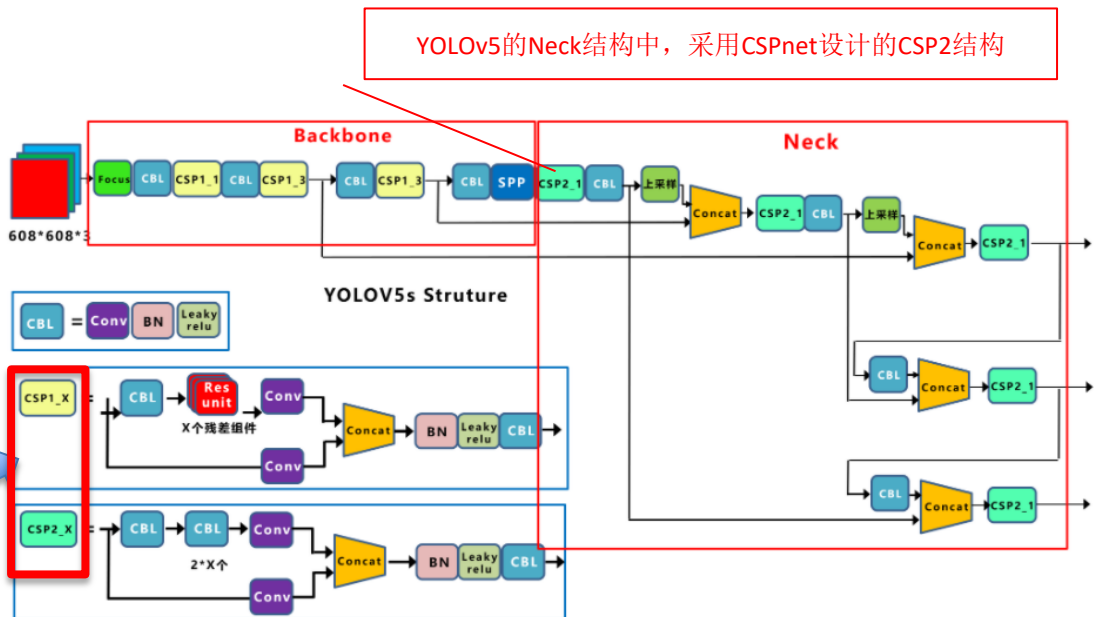 YOLOv5的Neck结构中，采用CSPnet设计的CSP2结构
Backbone
Neck
Focus CBL CSP1_1 CBL CSP1_3 CBL CSP1_3 CBL SPP CSP2_1 CBL 上采样
Concat CSP2_1 CBL 上采样
Concat CSP2_1
608*608*3
YOLOV5s Struture
CBL = Conv BN Leaky relu
CBL Concat CSP2_1
CSP1_X = CBL Res unit Conv
X个残差组件
Concat BN Leaky relu CBL
Conv
CBL Concat CSP2_1
CSP2_X = CBL CBL Conv
2*X个
Concat BN Leaky relu CBL
Conv